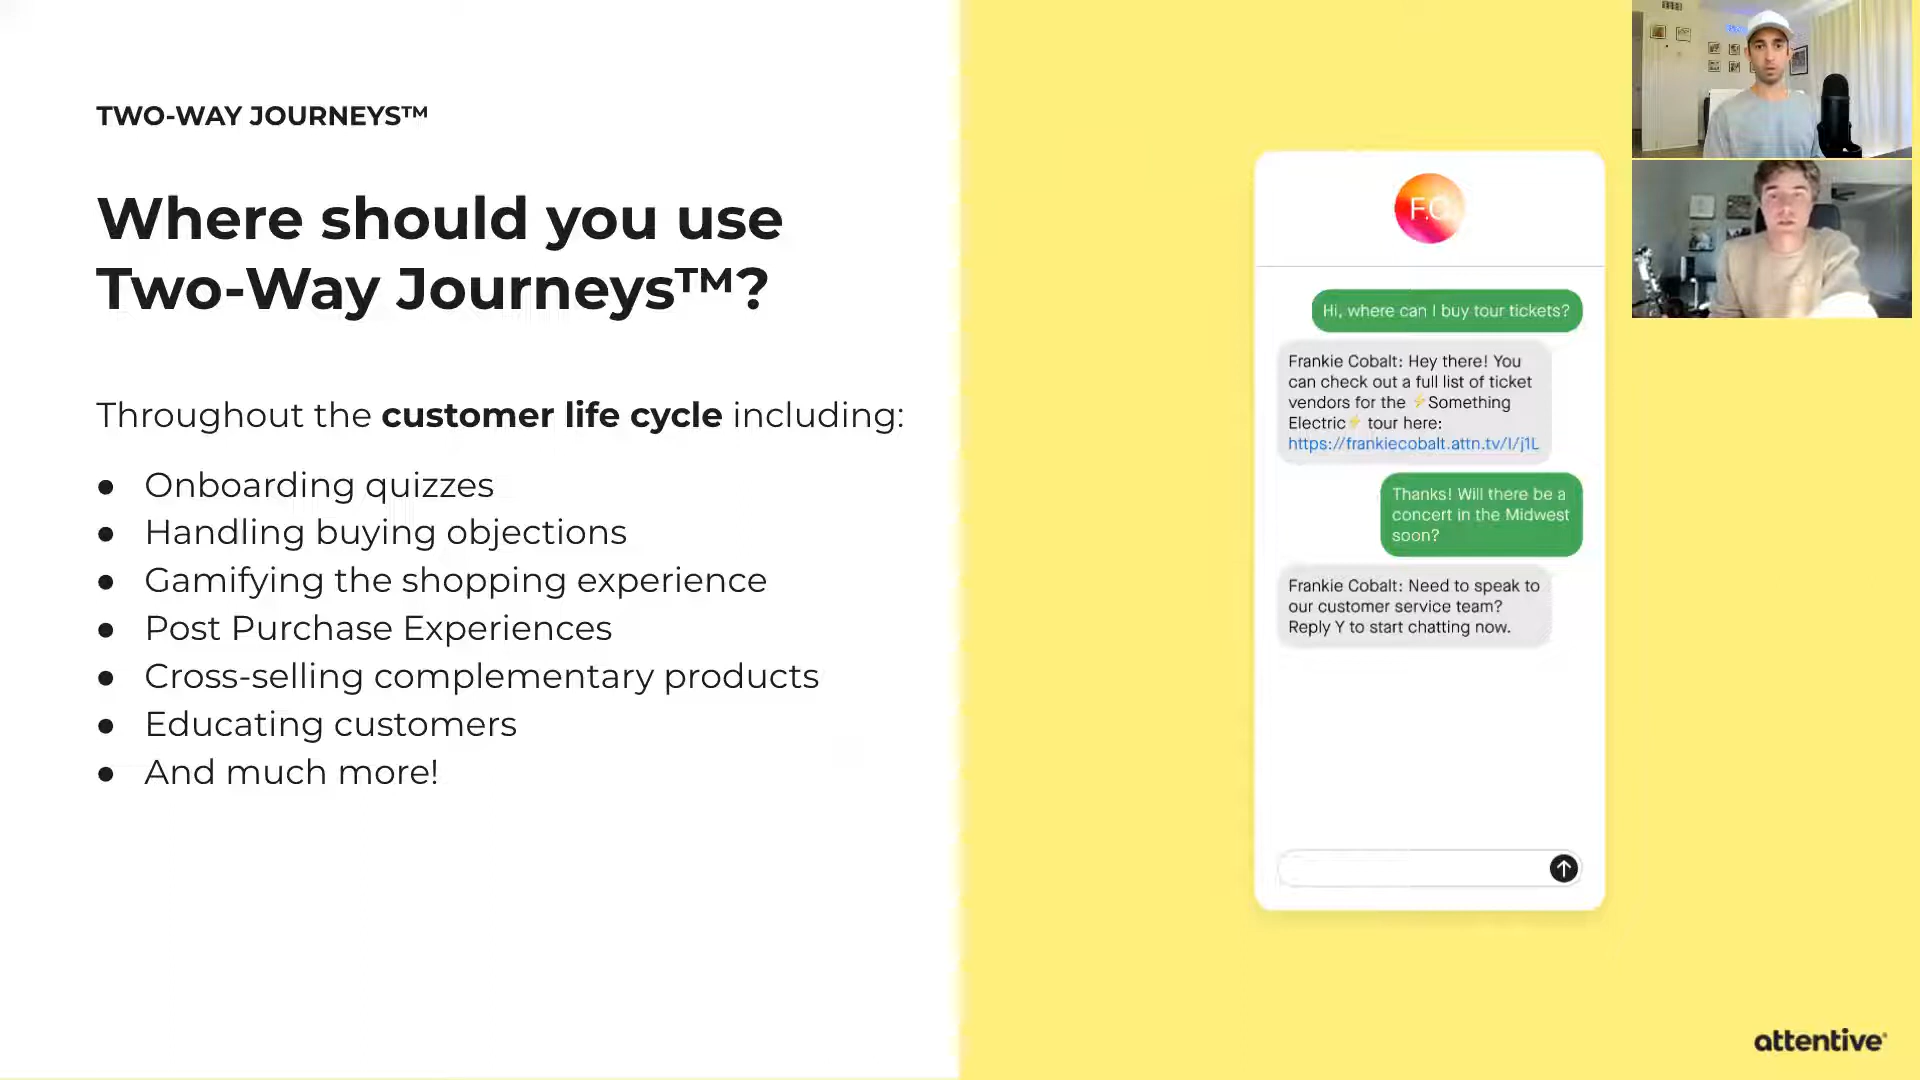 TWO-WAY JOURNEYS™
Where should you use
Two-Way Journeys™?
Throughout the customer life cycle including:
● Onboarding quizzes
● Handling buying objections
● Gamifying the shopping experience
● Post Purchase Experiences
● Cross-selling complementary products
● Educating customers
● And much more!
F.C
Hi, where can I buy tour tickets?
Frankie Cobalt: Hey there! You
can check out a full list of ticket
vendors for the ⚡Something
Electric⚡ tour here:
https://frankiecobalt.attn.tv/l/j1L
Thanks! Will there be a
concert in the Midwest
soon?
Frankie Cobalt: Need to speak to
our customer service team?
Reply Y to start chatting now.
attentive®